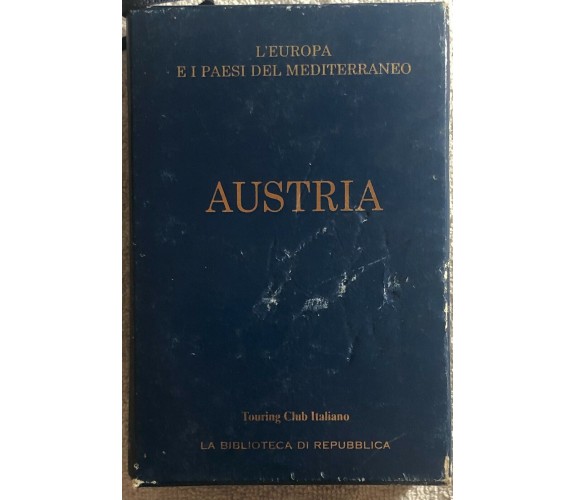 L'EUROPA
E I PAESI DEL MEDITERRANEO
AUSTRIA
Touring Club Italiano
LA BIBLIOTECA DI REPUBBLICA